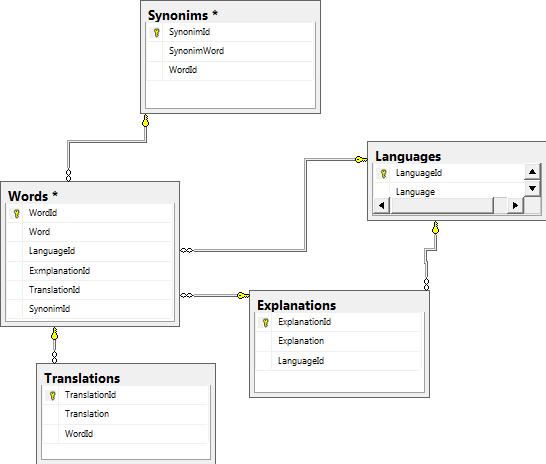 Synonims *
SynonimId
SynonimWord
WordId
Languages
LanguageId
Language
Words *
WordId
Word
LanguageId
ExmplanationId
TranslationId
SynonimId
Explanations
ExplanationId
Explanation
LanguageId
Translations
TranslationId
Translation
WordId